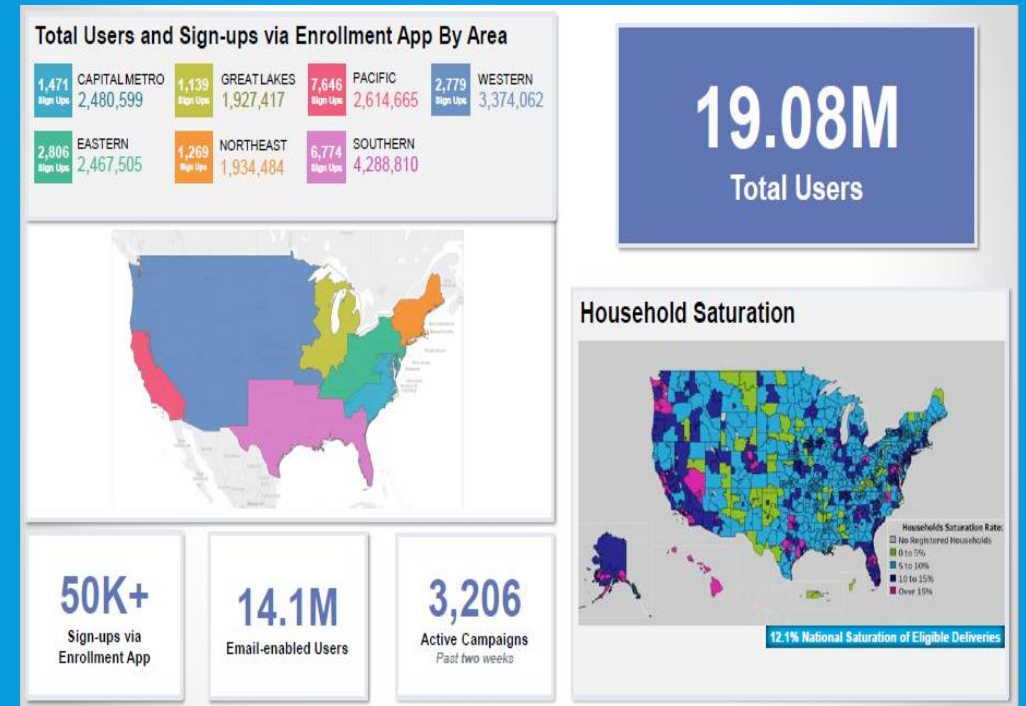 Total Users and Sign-ups via Enrollment App By Area
1,471
Sign Ups
CAPITAL METRO
2,480,599
1,139
Sign Ups
GREAT LAKES
1,927,417
7,646
Sign Ups
PACIFIC
2,614,665
2,779
Sign Ups
WESTERN
3,374,062
2,806
Sign Ups
EASTERN
2,467,505
1,269
Sign Ups
NORTHEAST
1,934,484
6,774
Sign Ups
SOUTHERN
4,288,810
19.08M
Total Users
Household Saturation
Households Saturation Rate:
No Registered Households
0 to 5%
5 to 10%
10 to 15%
Over 15%
12.1% National Saturation of Eligible Deliveries
50K+
Sign-ups via
Enrollment App
14.1M
Email-enabled Users
3,206
Active Campaigns
Past two weeks